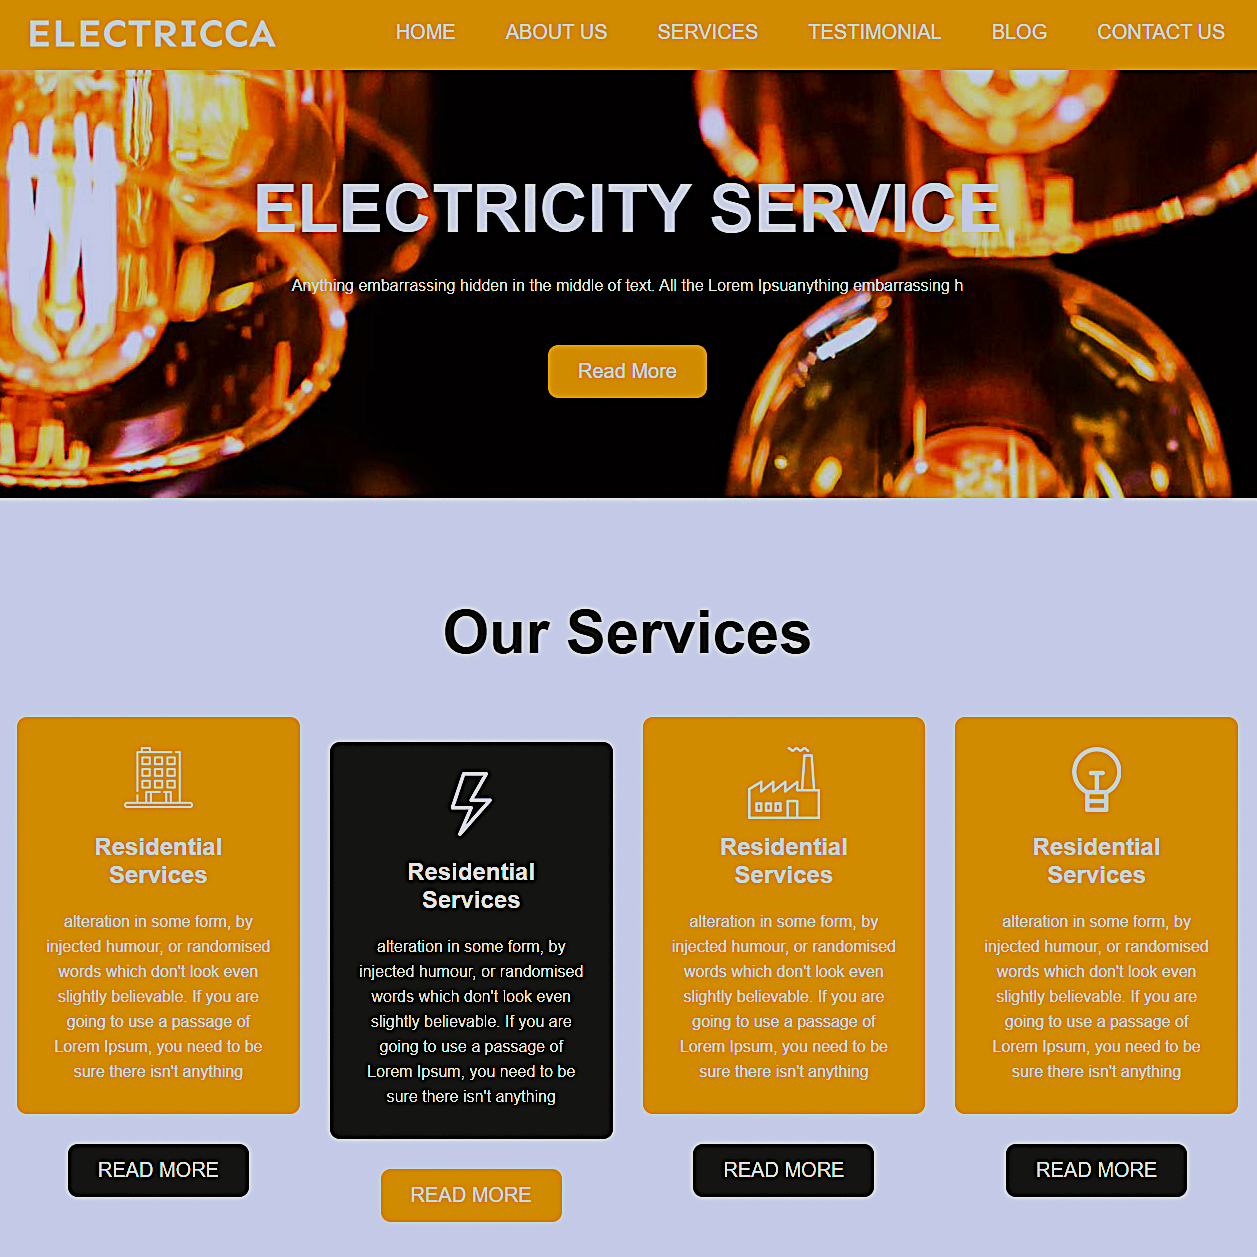 ELECTRICCA
HOME ABOUT US SERVICES TESTIMONIAL BLOG CONTACT US
ELECTRICITY SERVICE
Anything embarrassing hidden in the middle of text. All the Lorem Ipsuanything embarrassing h
Read More
Our Services
Residential
Services
alteration in some form, by
injected humour, or randomised
words which don't look even
slightly believable. If you are
going to use a passage of
Lorem Ipsum, you need to be
sure there isn't anything
READ MORE
Residential
Services
alteration in some form, by
injected humour, or randomised
words which don't look even
slightly believable. If you are
going to use a passage of
Lorem Ipsum, you need to be
sure there isn't anything
READ MORE
Residential
Services
alteration in some form, by
injected humour, or randomised
words which don't look even
slightly believable. If you are
going to use a passage of
Lorem Ipsum, you need to be
sure there isn't anything
READ MORE
Residential
Services
alteration in some form, by
injected humour, or randomised
words which don't look even
slightly believable. If you are
going to use a passage of
Lorem Ipsum, you need to be
sure there isn't anything
READ MORE